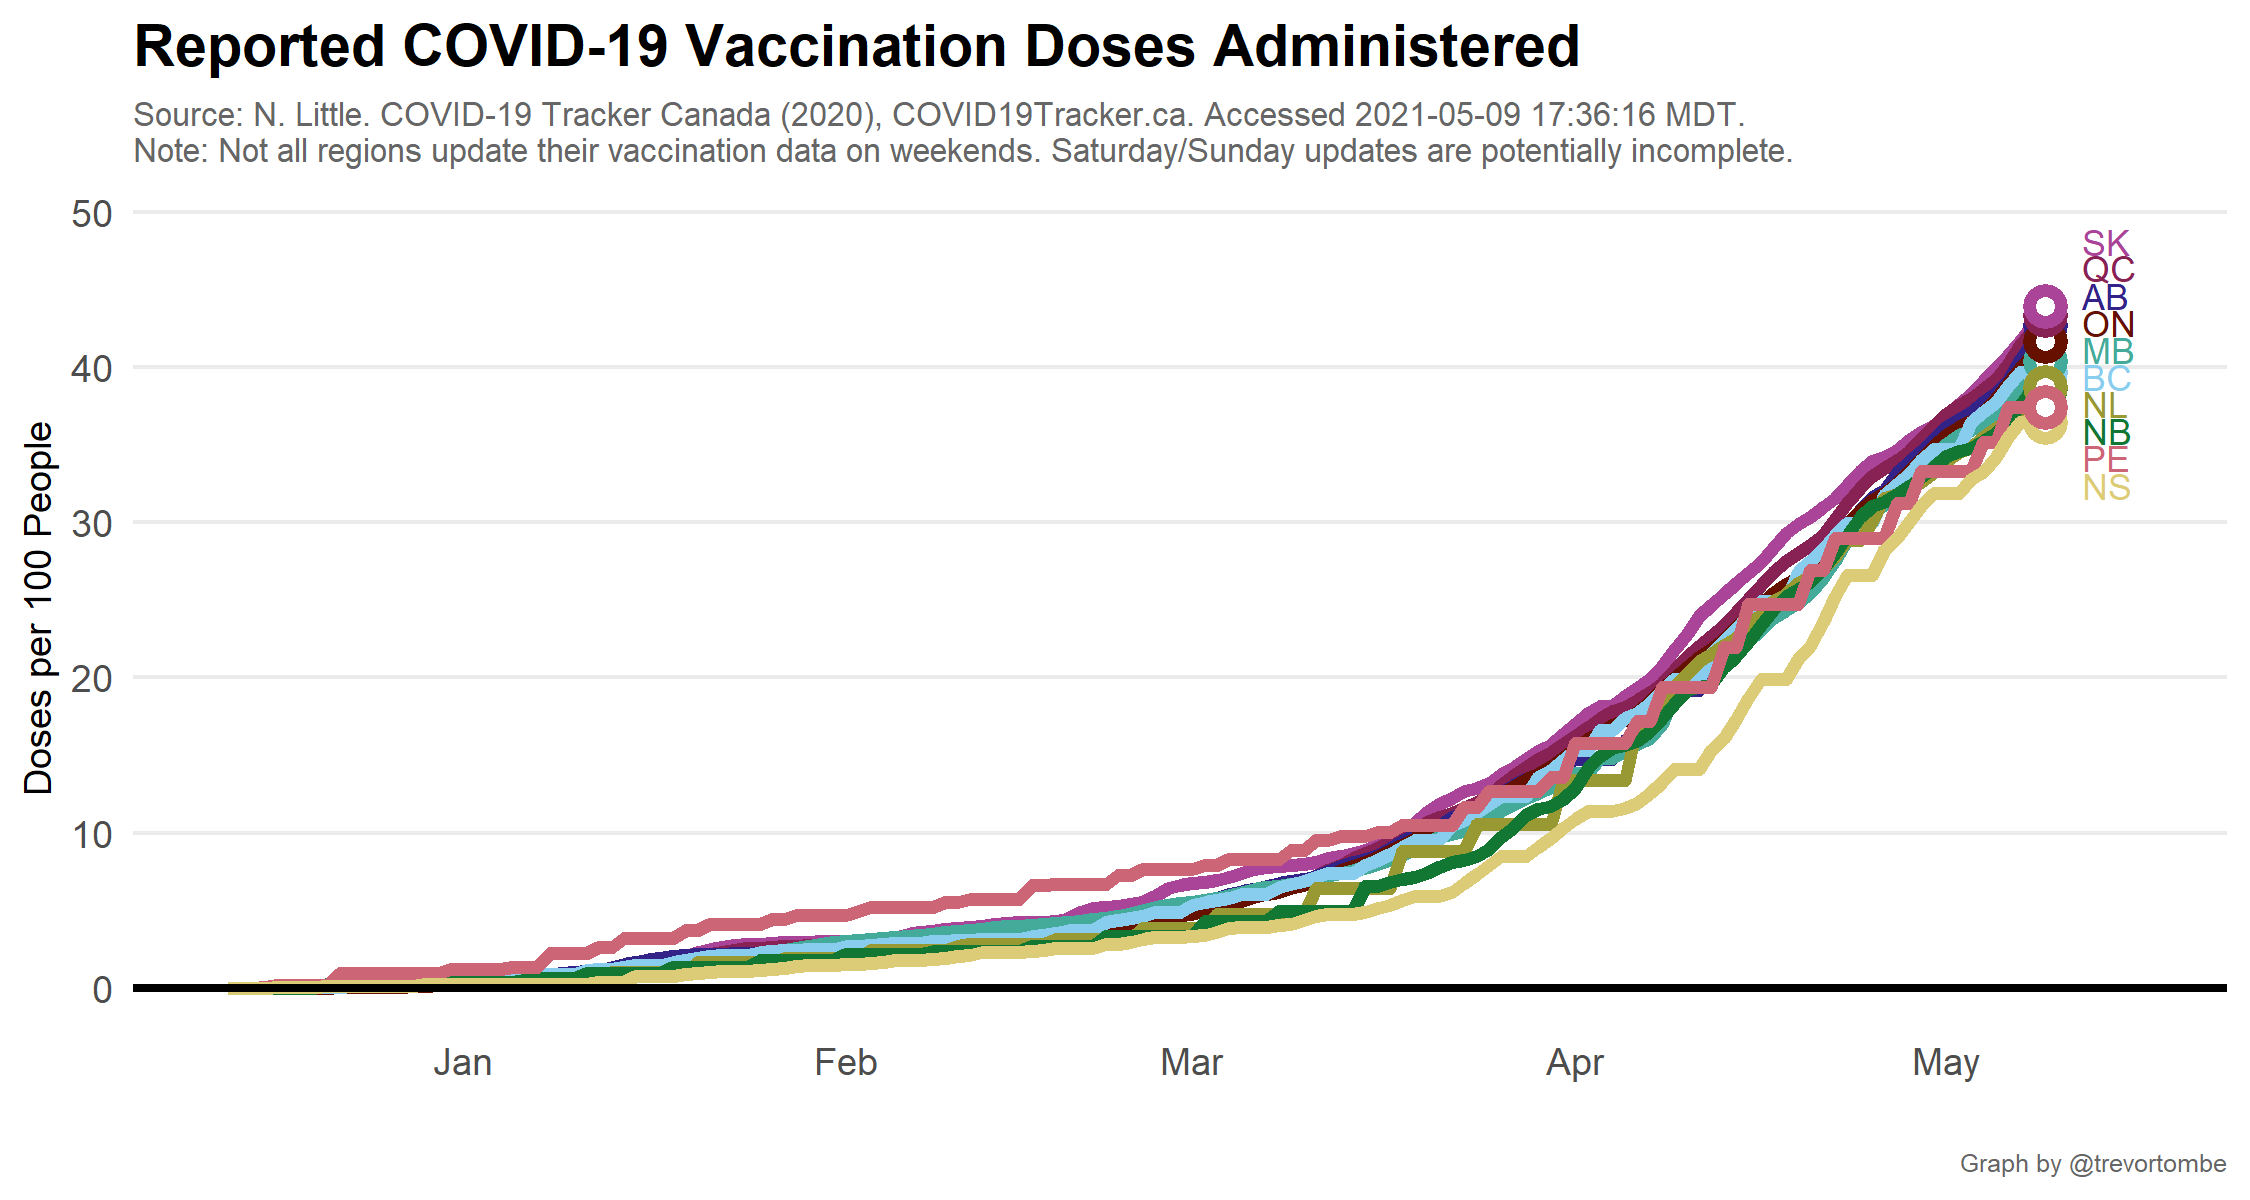 Reported COVID-19 Vaccination Doses Administered
Source: N. Little. COVID-19 Tracker Canada (2020), COVID19Tracker.ca. Accessed 2021-05-09 17:36:16 MDT.
Note: Not all regions update their vaccination data on weekends. Saturday/Sunday updates are potentially incomplete.
Doses per 100 People
50
40
30
20
10
0
SK
QC
AB
ON
MB
BC
NL
NB
PE
NS
Jan
Feb
Mar
Apr
May
Graph by @trevortombe